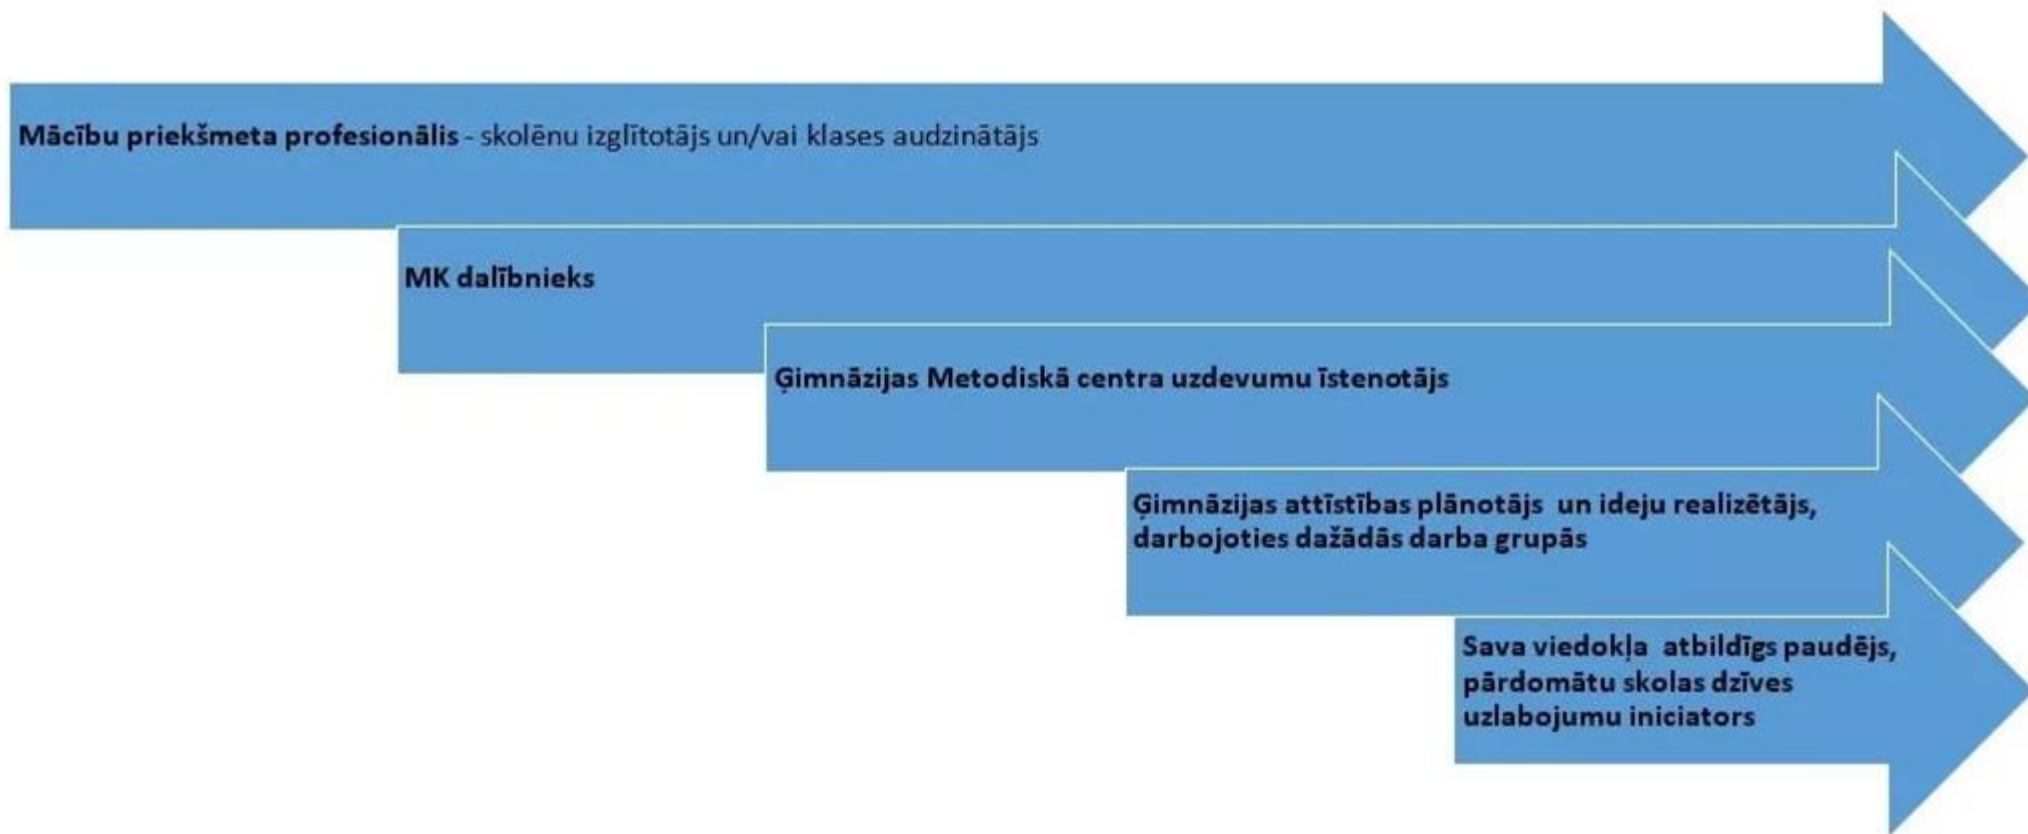 Mācību priekšmeta profesionālis - skolēnu izglītotājs un/vai klases audzinātājs
MK dalībnieks
Ģimnāzijas Metodiskā centra uzdevumu īstenotājs
Ģimnāzijas attīstības plānotājs un ideju realizētājs,
darbojoties dažādās darba grupās
Sava viedokļa atbildīgs paudējs,
pārdomātu skolas dzīves
uzlabojumu iniciators